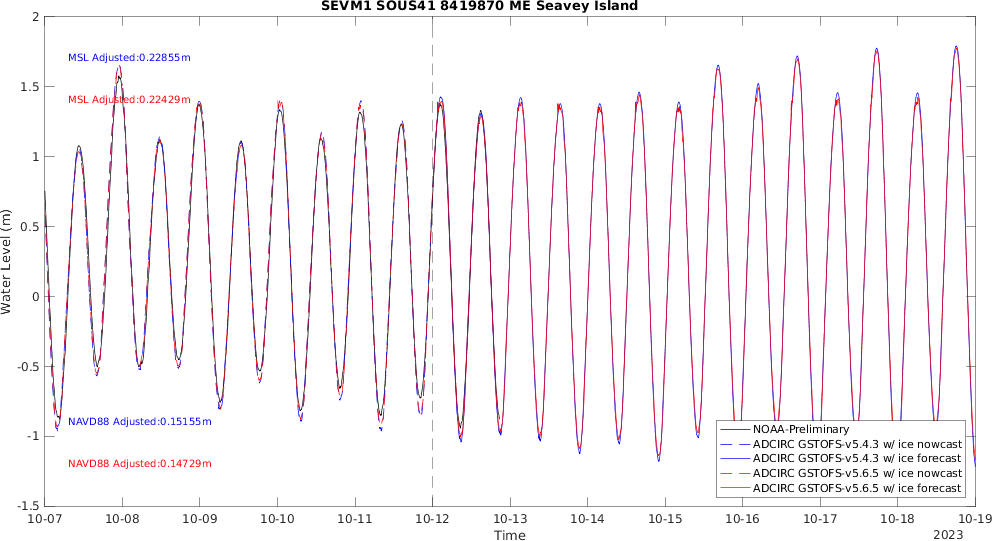 SEVM1 SOUS41 8419870 ME Seavey Island
2
1.5
1
0.5
0
-0.5
-1
-1.5
Water Level (m)
MSL Adjusted:0.22855m
MSL Adjusted:0.22429m
NAVD88 Adjusted:0.15155m
NAVD88 Adjusted:0.14729m
NOAA-Preliminary
ADCIRC GSTOFS-v5.4.3 w/ ice nowcast
ADCIRC GSTOFS-v5.4.3 w/ ice forecast
ADCIRC GSTOFS-v5.6.5 w/ ice nowcast
ADCIRC GSTOFS-v5.6.5 w/ ice forecast
10-07 10-08 10-09 10-10 10-11 10-12 10-13 10-14 10-15 10-16 10-17 10-18 10-19
Time
2023